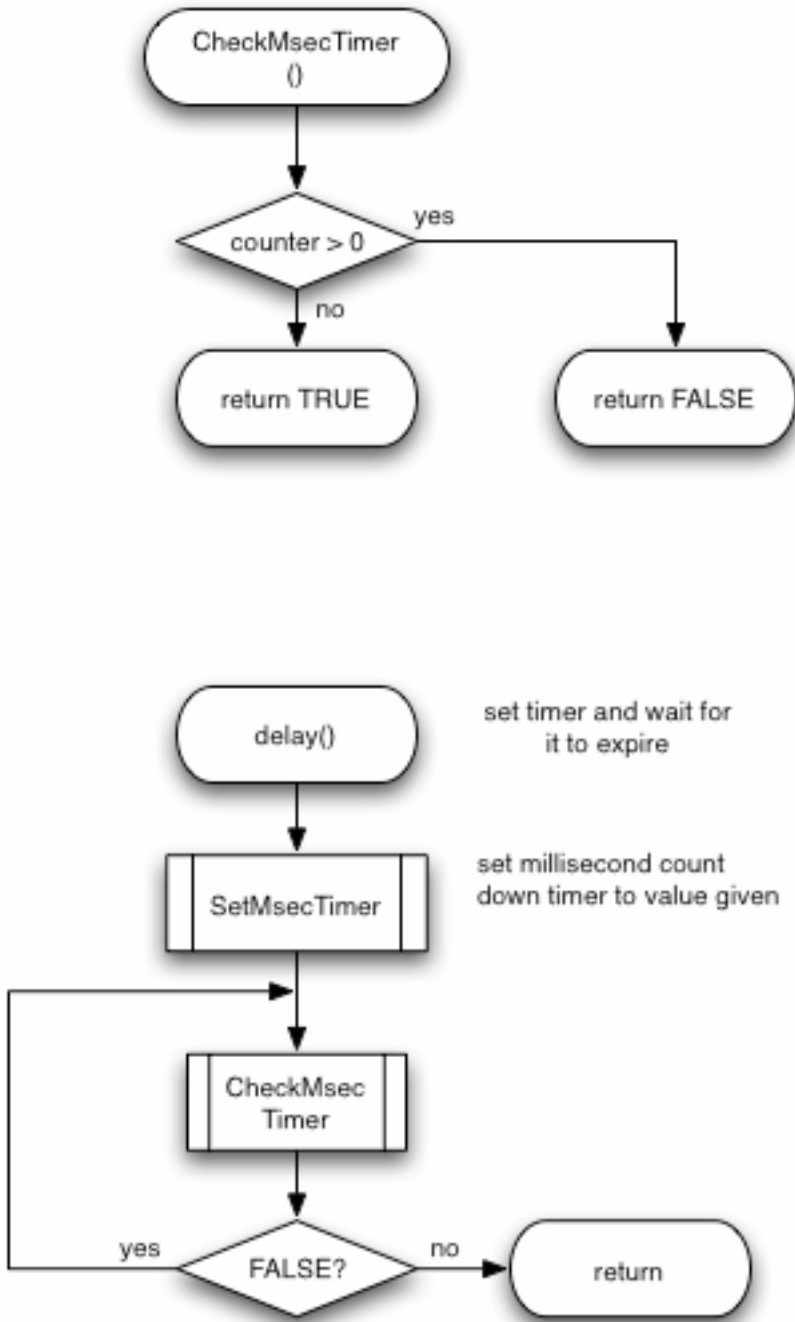 CheckMsecTimer
()
counter > 0
yes
no
return TRUE
return FALSE
delay()
set timer and wait for
it to expire
SetMsecTimer
set millisecond count
down timer to value given
CheckMsec
Timer
FALSE?
yes
no
return